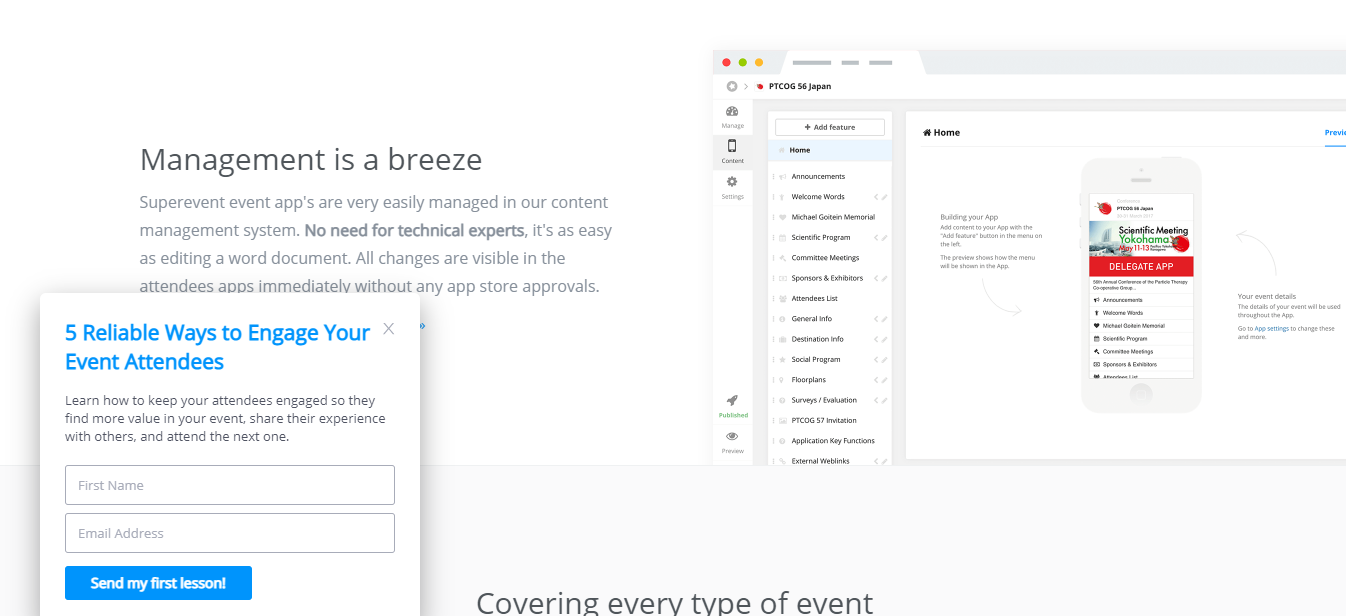 Management is a breeze
Superevent event app's are very easily managed in our content
management system. No need for technical experts, it's as easy
as editing a word document. All changes are visible in the
attendees apps immediately without any app store approvals.
»
5 Reliable Ways to Engage Your
Event Attendees
X
Learn how to keep your attendees engaged so they
find more value in your event, share their experience
with others, and attend the next one.
First Name
Email Address
Send my first lesson!
PTCOG 56 Japan
Manage
Content
Settings
Published
Preview
+ Add feature
Home
Announcements
Welcome Words
Michael Goitein Memorial
Scientific Program
Committee Meetings
Sponsors & Exhibitors
Attendees List
General Info
Destination Info
Social Program
Floorplans
Surveys / Evaluation
PTCOG 57 Invitation
Application Key Functions
External Weblinks
Home
Previe
Building your App
Add content to your App with the
"Add feature" button in the menu on
the left.
The preview shows how the menu
will be shown in the App.
Conference
PTCOG 56 Japan
Scientific Meeting
Yokohama
May 11-13
DELEGATE APP
56th Annual Conference of the Particle Therapy
Co-operative Group...
Announcements
Welcome Words
Michael Goitein Memorial
Scientific Program
Committee Meetings
Sponsors & Exhibitors
Attendees List
Your event details
The details of your event will be used
throughout the App.
Go to App settings to change these
and more.
Covering every type of event